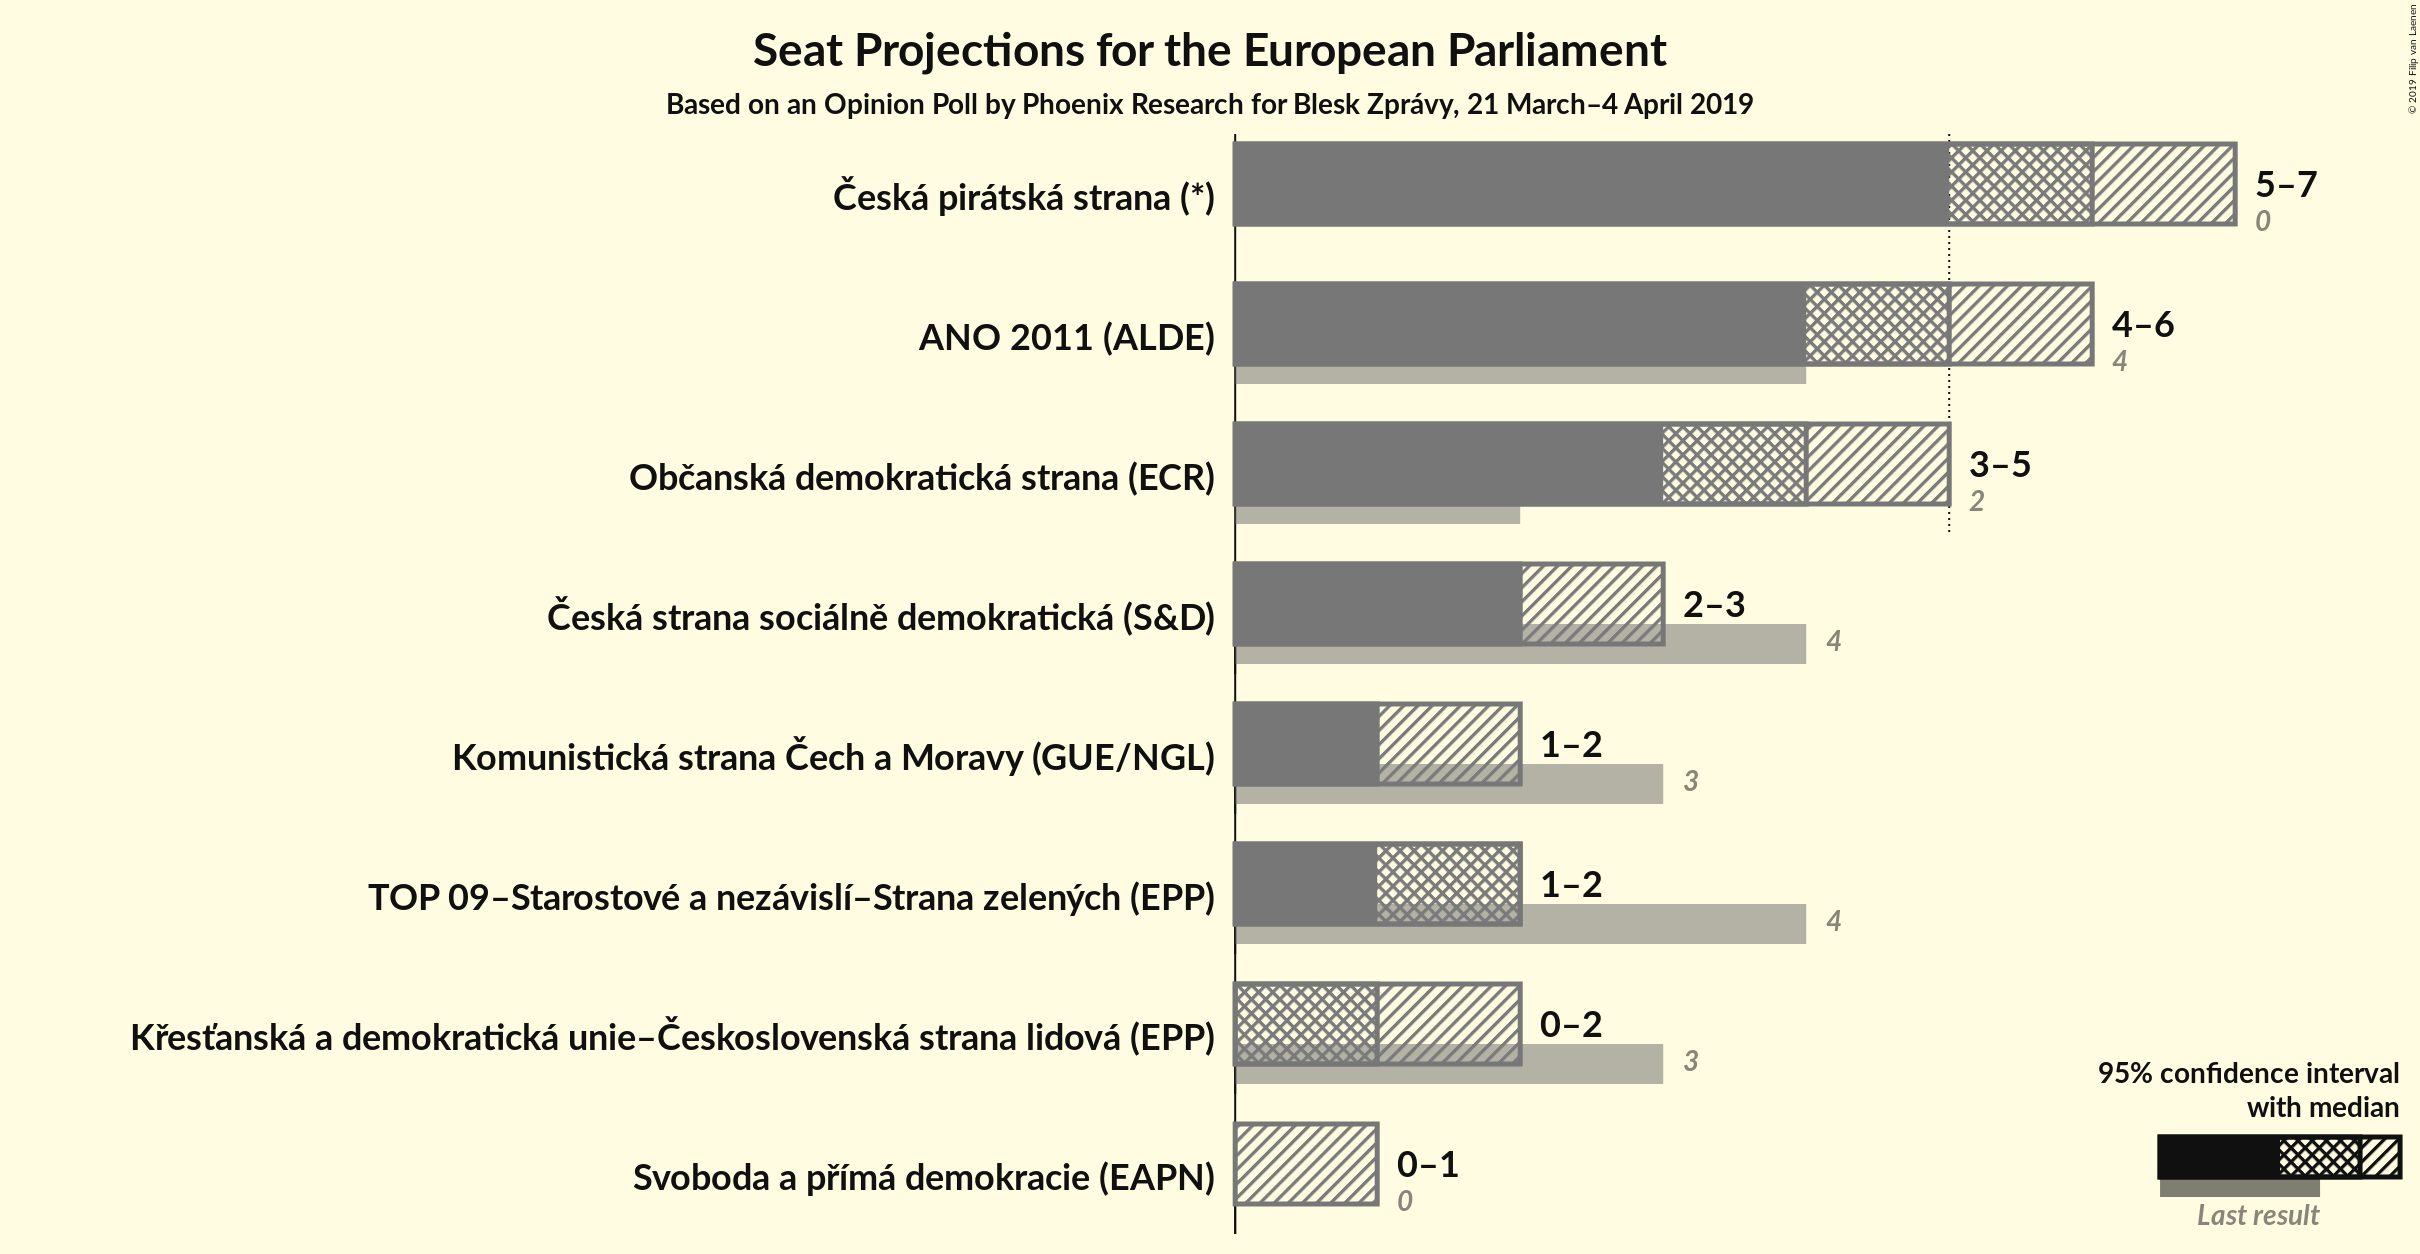 Seat Projections for the European Parliament
Based on an Opinion Poll by Phoenix Research for Blesk Zprávy, 21 March–4 April 2019
© 2019 Filip van Laenen
Česká pirátská strana (*)
5–7
0
ANO 2011 (ALDE)
4–6
4
Občanská demokratická strana (ECR)
3–5
2
Česká strana sociálně demokratická (S&D)
2–3
4
Komunistická strana Čech a Moravy (GUE/NGL)
1–2
3
TOP 09–Starostové a nezávislí–Strana zelených (EPP)
1–2
4
Křesťanská a demokratická unie–Československá strana lidová (EPP)
0–2
3
Svoboda a přímá demokracie (EAPN)
0–1
0
95% confidence interval
with median
Last result